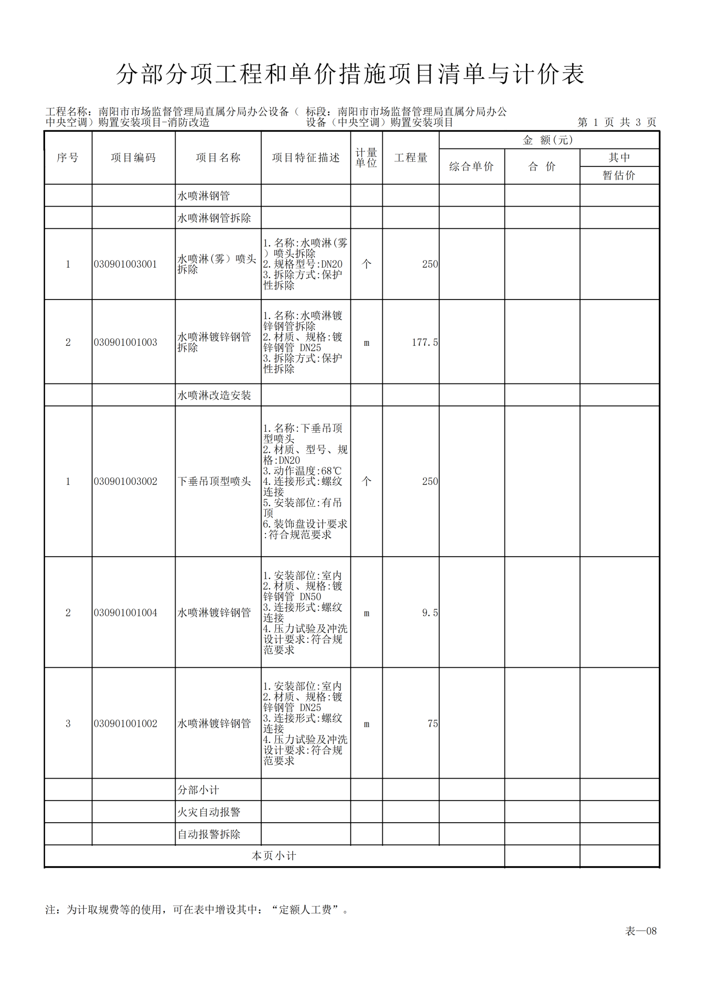 分部分项工程和单价措施项目清单与计价表
工程名称：南阳市市场监督管理局直属分局办公设备（
中央空调）购置安装项目-消防改造
标段：南阳市市场监督管理局直属分局办公
设备（中央空调）购置安装项目
第 1 页 共 3 页
序号
项目编码
项目名称
项目特征描述
计量
单位
工程量
金 额(元)
综合单价
合 价
其中
暂估价
水喷淋钢管
水喷淋钢管拆除
1
030901003001
水喷淋(雾）喷头
拆除
1.名称:水喷淋(雾
）喷头拆除
2.规格型号:DN20
3.拆除方式:保护
性拆除
个
250
2
030901001003
水喷淋镀锌钢管
拆除
1.名称:水喷淋镀
锌钢管拆除
2.材质、规格:镀
锌钢管 DN25
3.拆除方式:保护
性拆除
m
177.5
水喷淋改造安装
1
030901003002
下垂吊顶型喷头
1.名称:下垂吊顶
型喷头
2.材质、型号、规
格:DN20
3.动作温度:68℃
4.连接形式:螺纹
连接
5.安装部位:有吊
顶
6.装饰盘设计要求
:符合规范要求
个
250
2
030901001004
水喷淋镀锌钢管
1.安装部位:室内
2.材质、规格:镀
锌钢管 DN50
3.连接形式:螺纹
连接
4.压力试验及冲洗
设计要求:符合规
范要求
m
9.5
3
030901001002
水喷淋镀锌钢管
1.安装部位:室内
2.材质、规格:镀
锌钢管 DN25
3.连接形式:螺纹
连接
4.压力试验及冲洗
设计要求:符合规
范要求
m
75
分部小计
火灾自动报警
自动报警拆除
本页小计
注：为计取规费等的使用，可在表中增设其中：“定额人工费”。
表—08